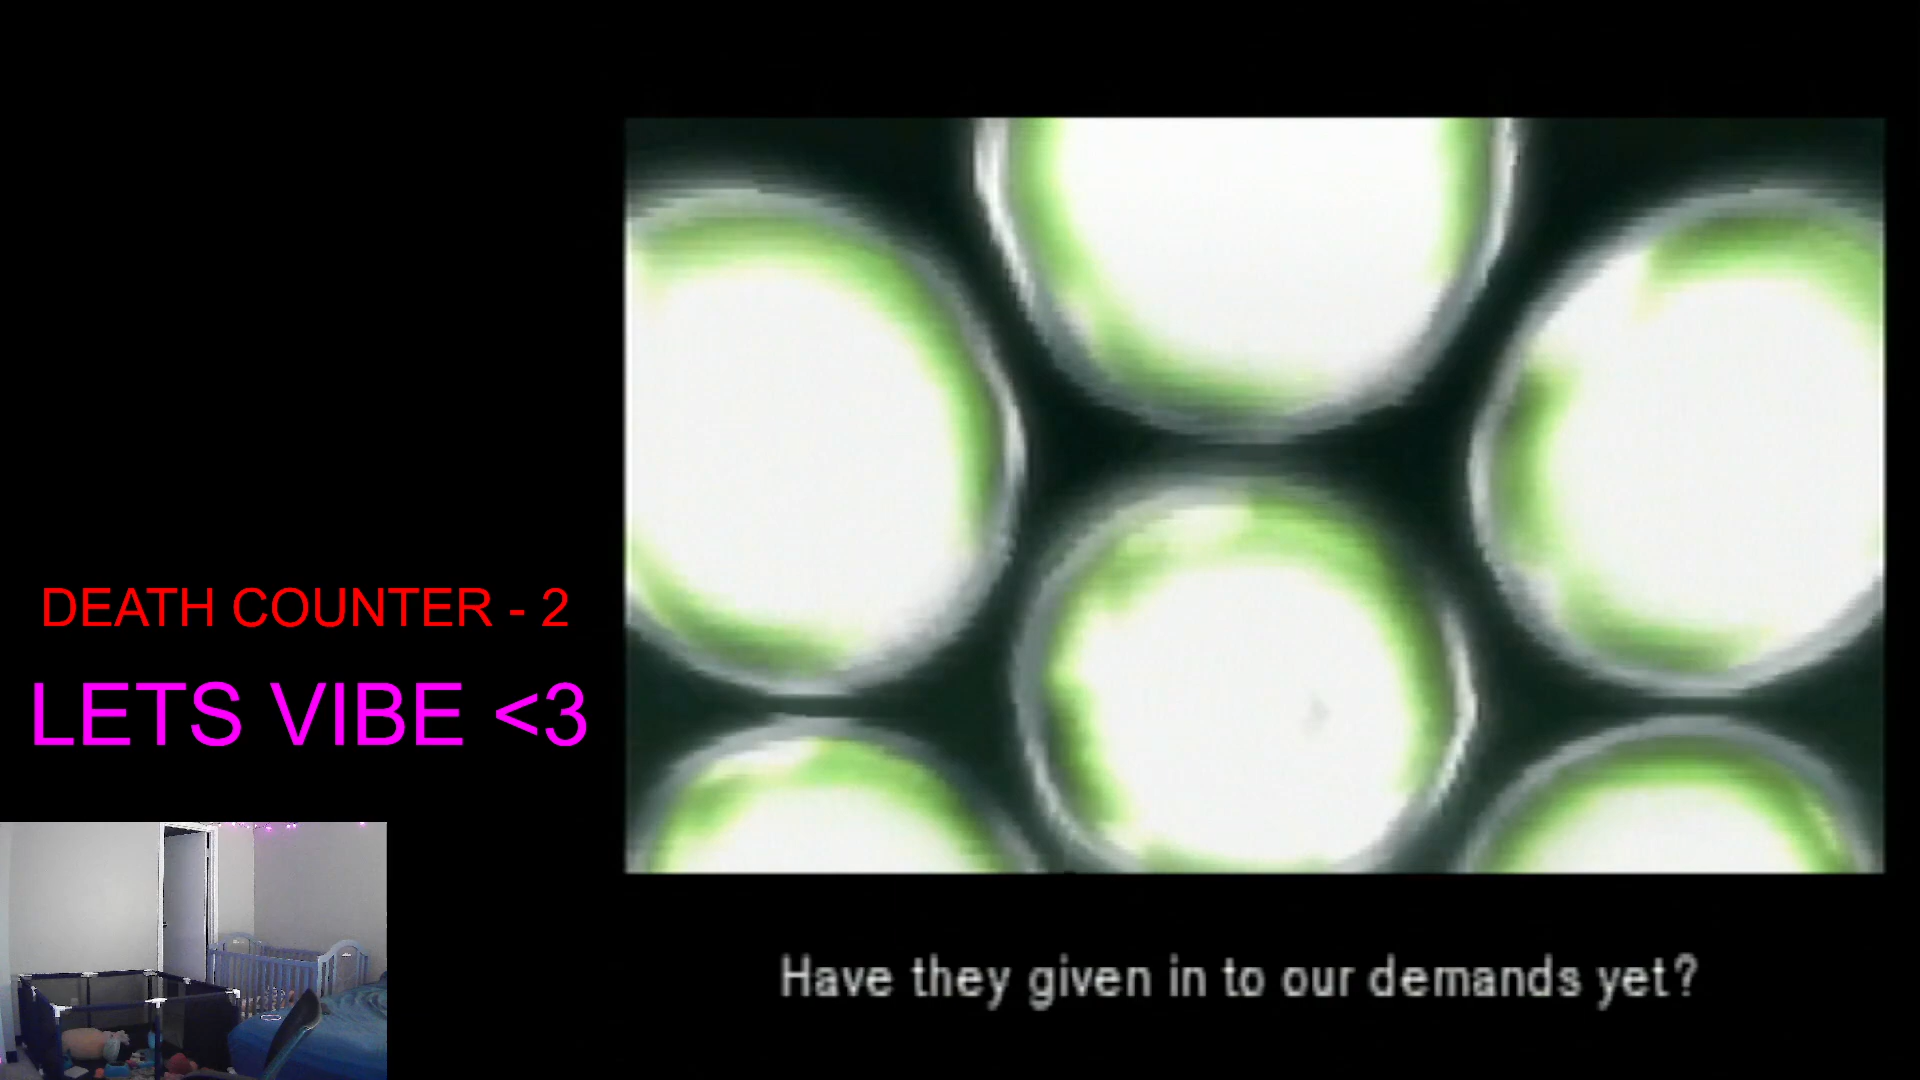 DEATH COUNTER - 2
LETS VIBE <3
Have they given in to our demands yet?